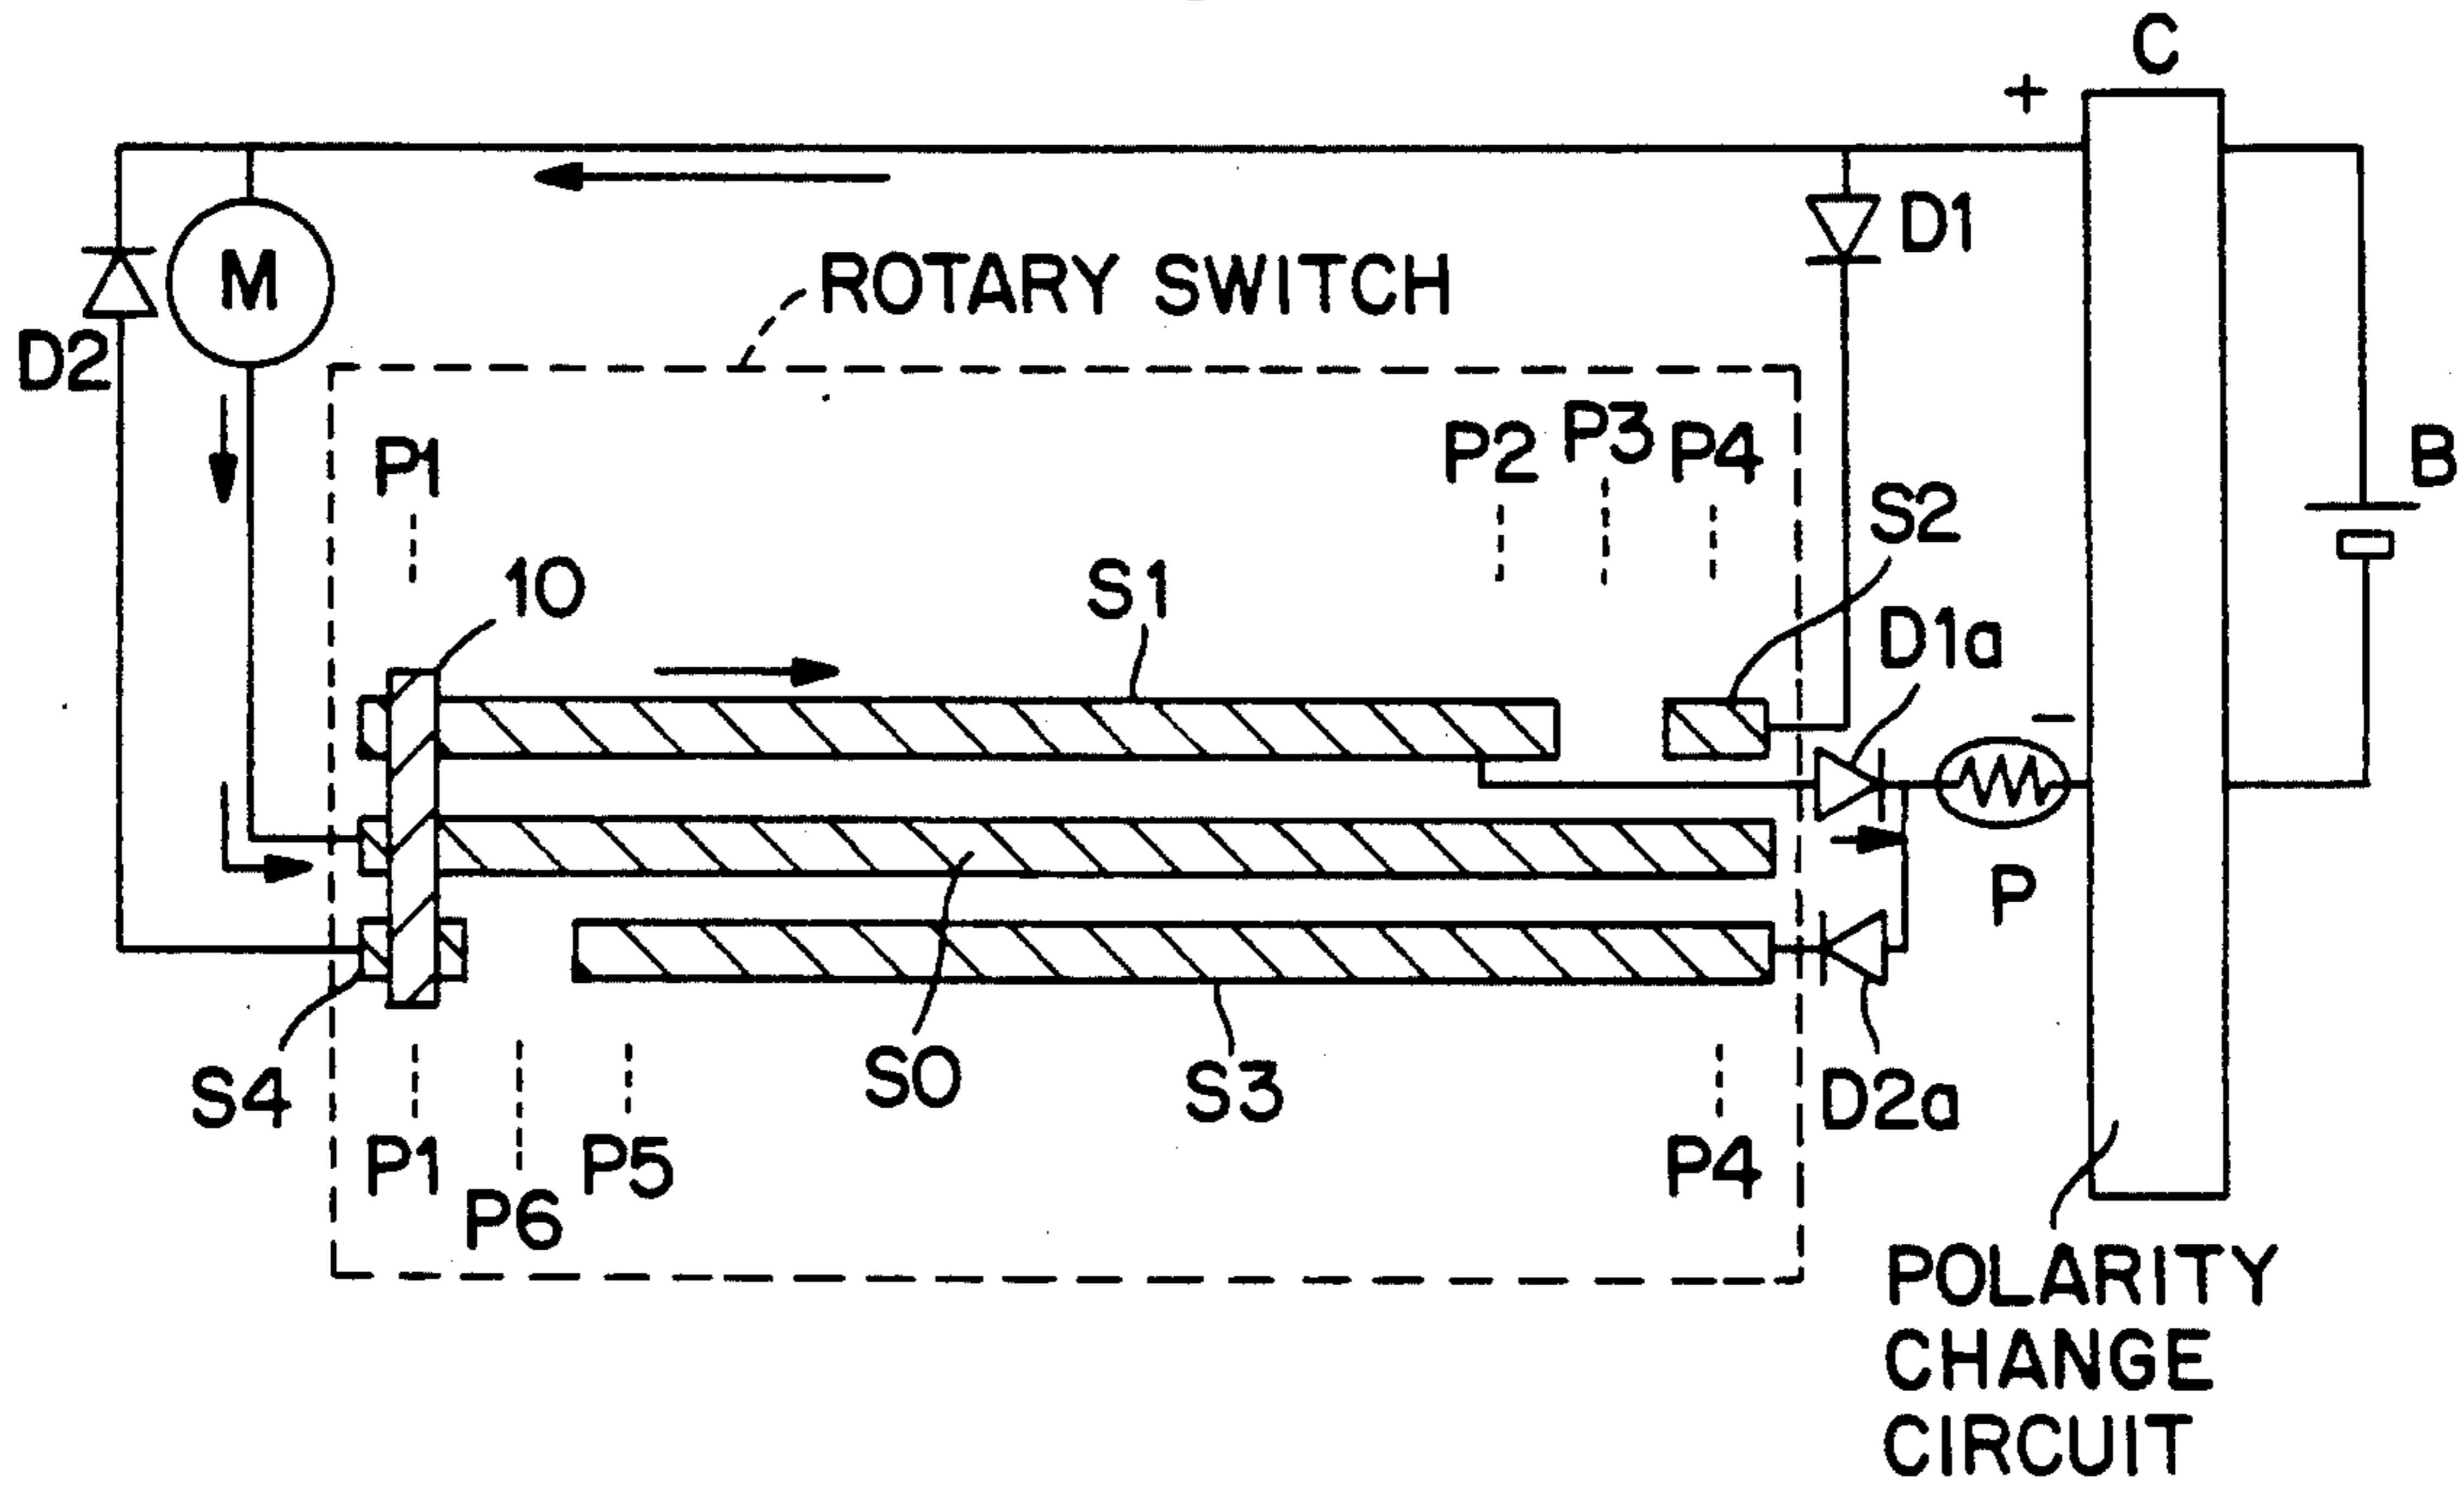 C
+
D1
M
ROTARY SWITCH
D2
P1
P2
P3
P4
B
S2
10
S1
D1a
−
P
S4
S0
S3
D2a
P1
P6
P5
P4
POLARITY
CHANGE
CIRCUIT